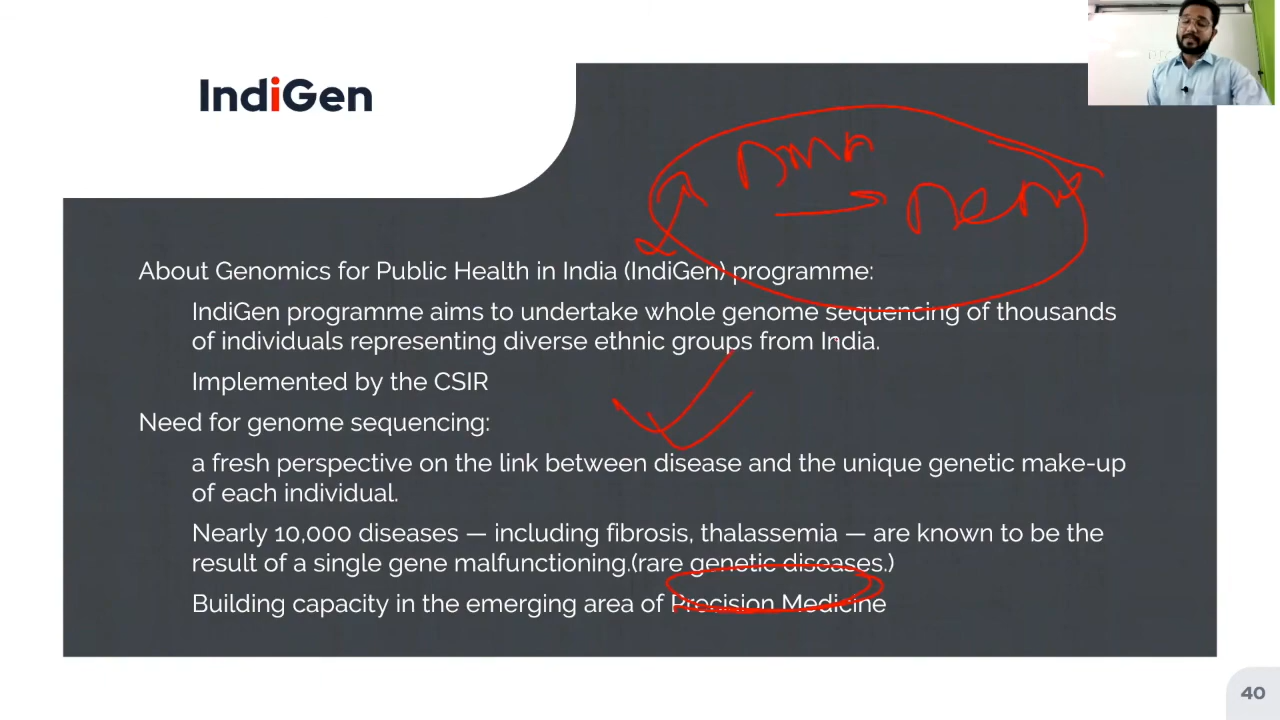 IndiGen
About Genomics for Public Health in India (IndiGen) programme:
IndiGen programme aims to undertake whole genome sequencing of thousands
of individuals representing diverse ethnic groups from India.
Implemented by the CSIR
Need for genome sequencing:
a fresh perspective on the link between disease and the unique genetic make-up
of each individual.
Nearly 10,000 diseases — including fibrosis, thalassemia — are known to be the
result of a single gene malfunctioning.(rare genetic diseases.)
Building capacity in the emerging area of Precision Medicine
40